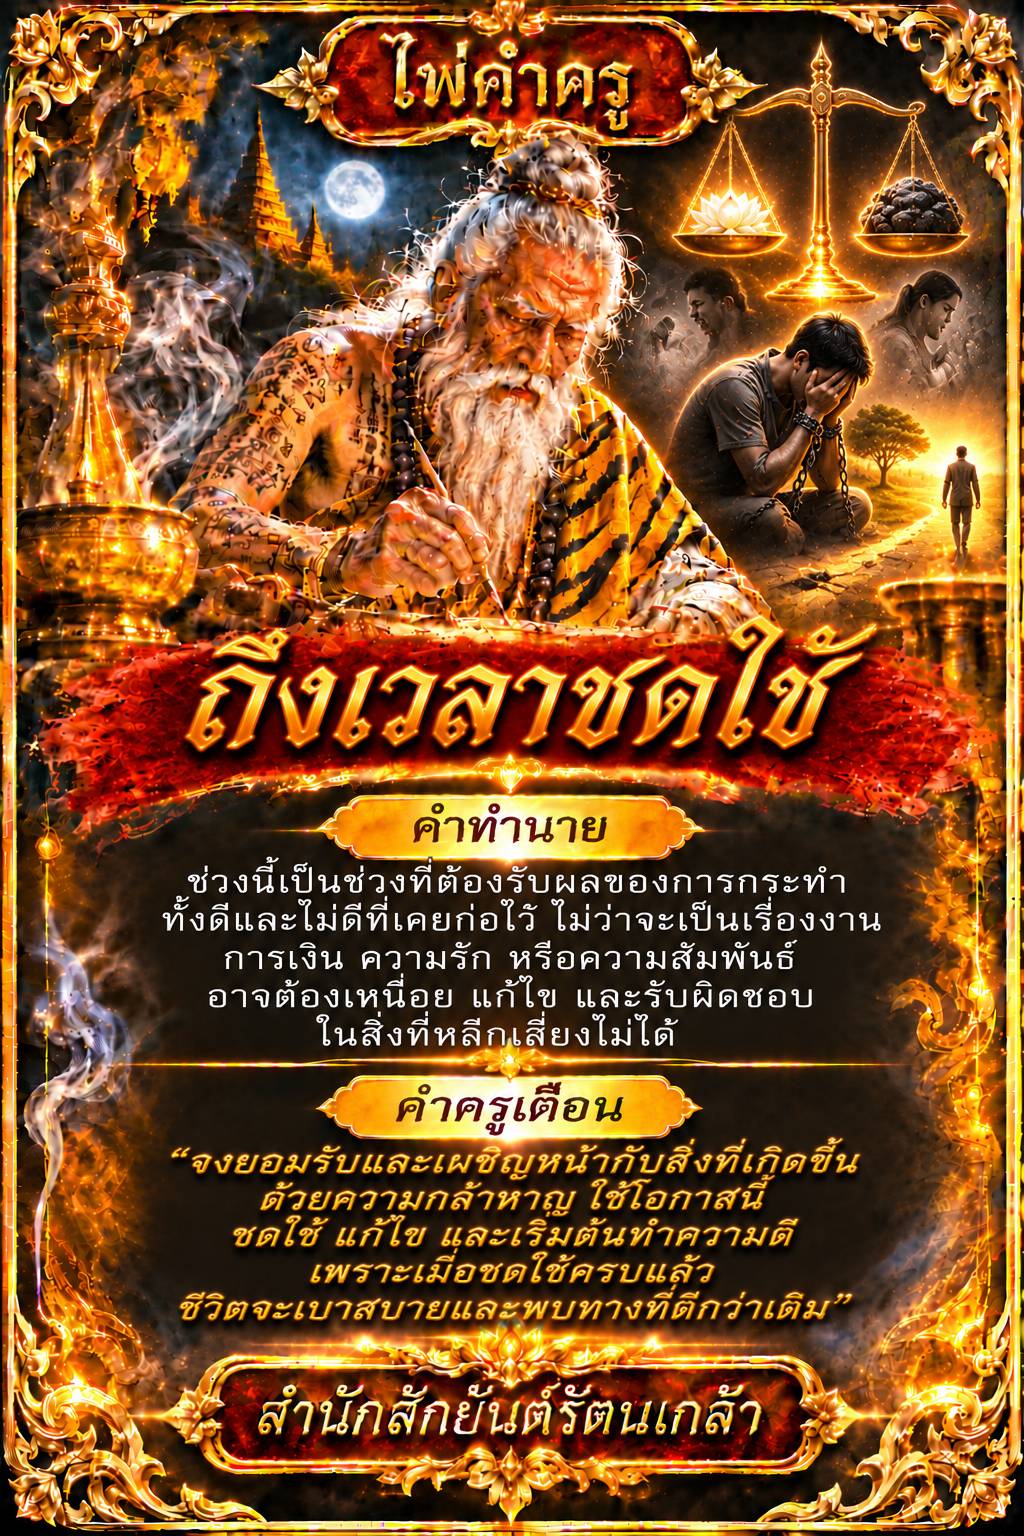 ไพ่คำครู
ถึงเวลาชดใช้
คำทำนาย
ช่วงนี้เป็นช่วงที่ต้องรับผลของการกระทำ
ทั้งดีและไม่ดีที่เคยก่อไว้ ไม่ว่าจะเป็นเรื่องงาน
การเงิน ความรัก หรือความสัมพันธ์
อาจต้องเหนื่อย แก้ไข และรับผิดชอบ
ในสิ่งที่หลีกเสี่ยงไม่ได้
คำครูเตือน
“จงยอมรับและเผชิญหน้ากับสิ่งที่เกิดขึ้น
ด้วยความกล้าหาญ ใช้โอกาสนี้
ชดใช้ แก้ไข และเริ่มต้นทำความดี
เพราะเมื่อชดใช้ครบแล้ว
ชีวิตจะเบาสบายและพบทางที่ดีกว่าเดิม”
สำนักสักยันต์รัตนเกล้า